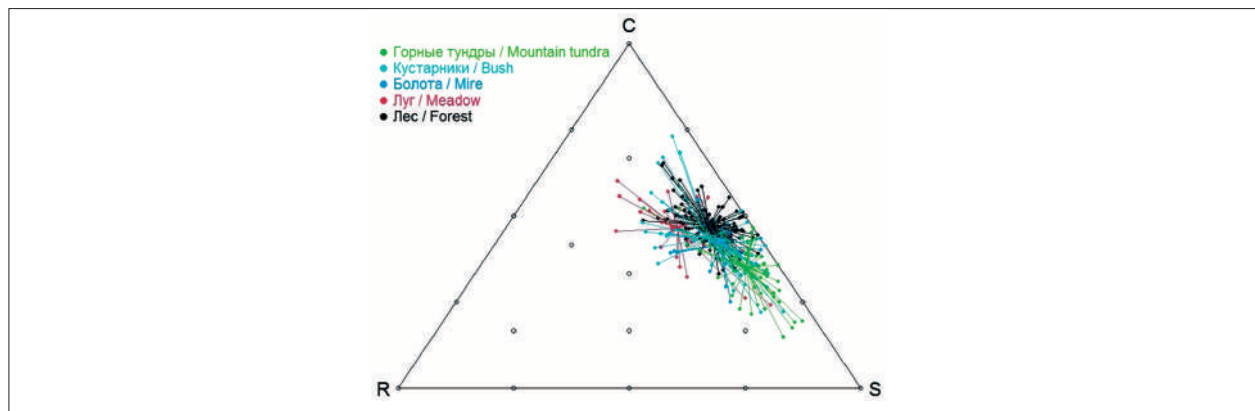 C
Горные тундры / Mountain tundra
Кустарники / Bush
Болота / Mire
Луг / Meadow
Лес / Forest
R
S